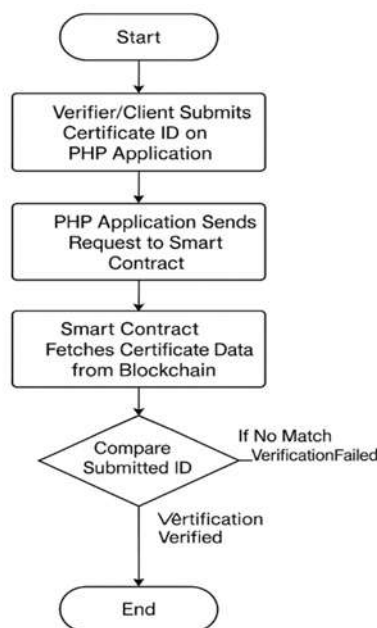 Start
Verifier/Client Submits
Certificate ID on
PHP Application
PHP Application Sends
Request to Smart
Contract
Smart Contract
Fetches Certificate Data
from Blockchain
Compare
Submitted ID
If No Match
VerificationFailed
Vërtification
Verified
End